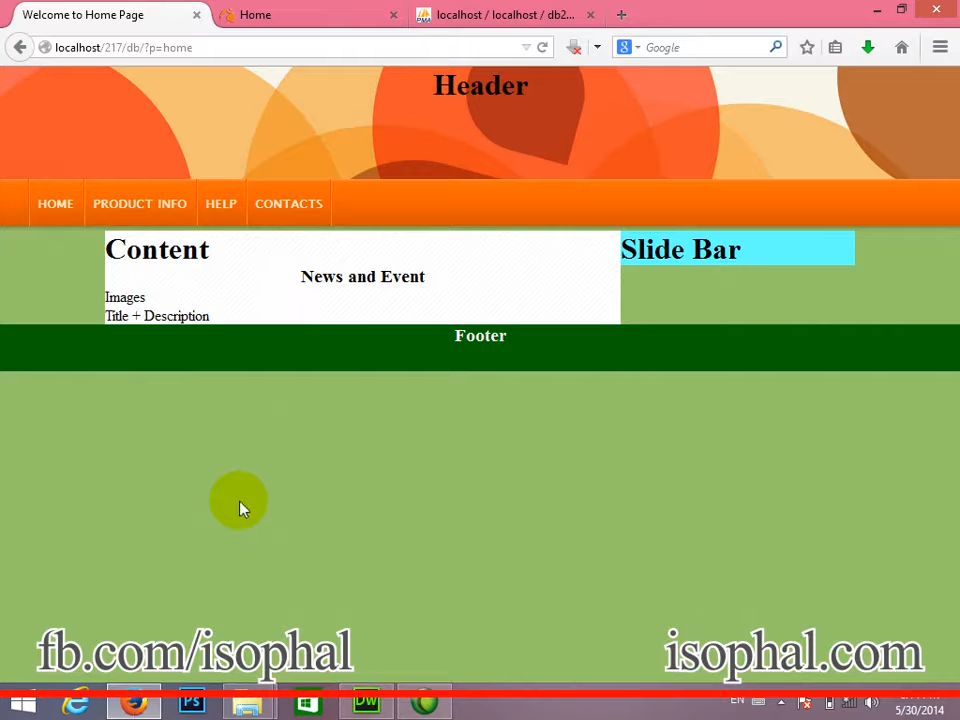 Welcome to Home Page
Home
localhost / localhost / db2...
localhost/217/db/?p=home
Google
Header
HOME
PRODUCT INFO
HELP
CONTACTS
Content
Slide Bar
News and Event
Images
Title + Description
Footer
fb.com/isophal
isophal.com
Ps
Dw
EN
5/30/2014